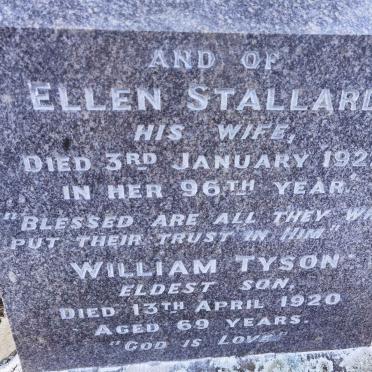 AND OF
ELLEN STALLARD
HIS WIFE,
DIED 3RD JANUARY 192
IN HER 96TH YEAR.
"BLESSED ARE ALL THEY
PUT THEIR TRUST IN HIM"
WILLIAM TYSON
ELDEST SON,
DIED 13TH APRIL 1920
AGED 69 YEARS.
"GOD IS LOVE"